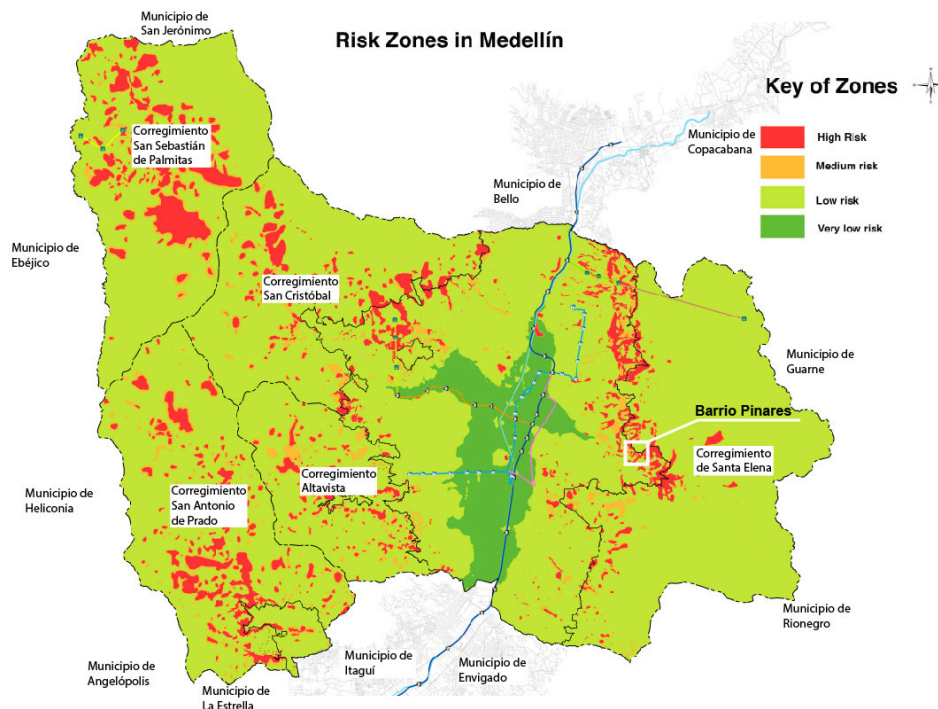 Municipio de
San Jerónimo
Risk Zones in Medellín
Key of Zones
High Risk
Medium risk
Low risk
Very low risk
Municipio de
Copacabana
Corregimiento
San Sebastián
de Palmitas
Municipio de
Bello
Municipio de
Ebéjico
Corregimiento
San Cristóbal
Municipio de
Guarne
Barrio Pinares
Corregimiento
de Santa Elena
Corregimiento
Altavista
Municipio de
Heliconia
Corregimiento
San Antonio
de Prado
Municipio de
Rionegro
Municipio de
Itaguí
Municipio de
Envigado
Municipio de
Angelópolis
Municipio de
La Estrella